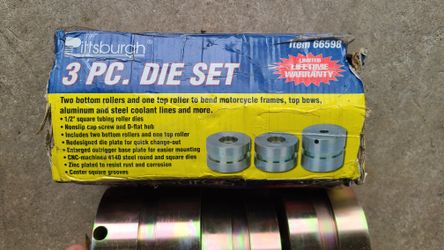 Pittsburgh
Item 66598
3 PC. DIE SET
LIMITED
LIFETIME
WARRANTY
Two bottom rollers and one top roller to bend motorcycle frames, top bows,
aluminum and steel coolant lines and more.
• 1/2" square tubing roller dies
• Nonslip cap screw and D-flat hub
• Includes two bottom rollers and one top roller
• Redesigned die plate for quick change-out
• Enlarged outrigger base plate for easier mounting
• CNC-machined 4140 steel round and square dies
• Zinc plated to resist rust and corrosion
• Center square grooves